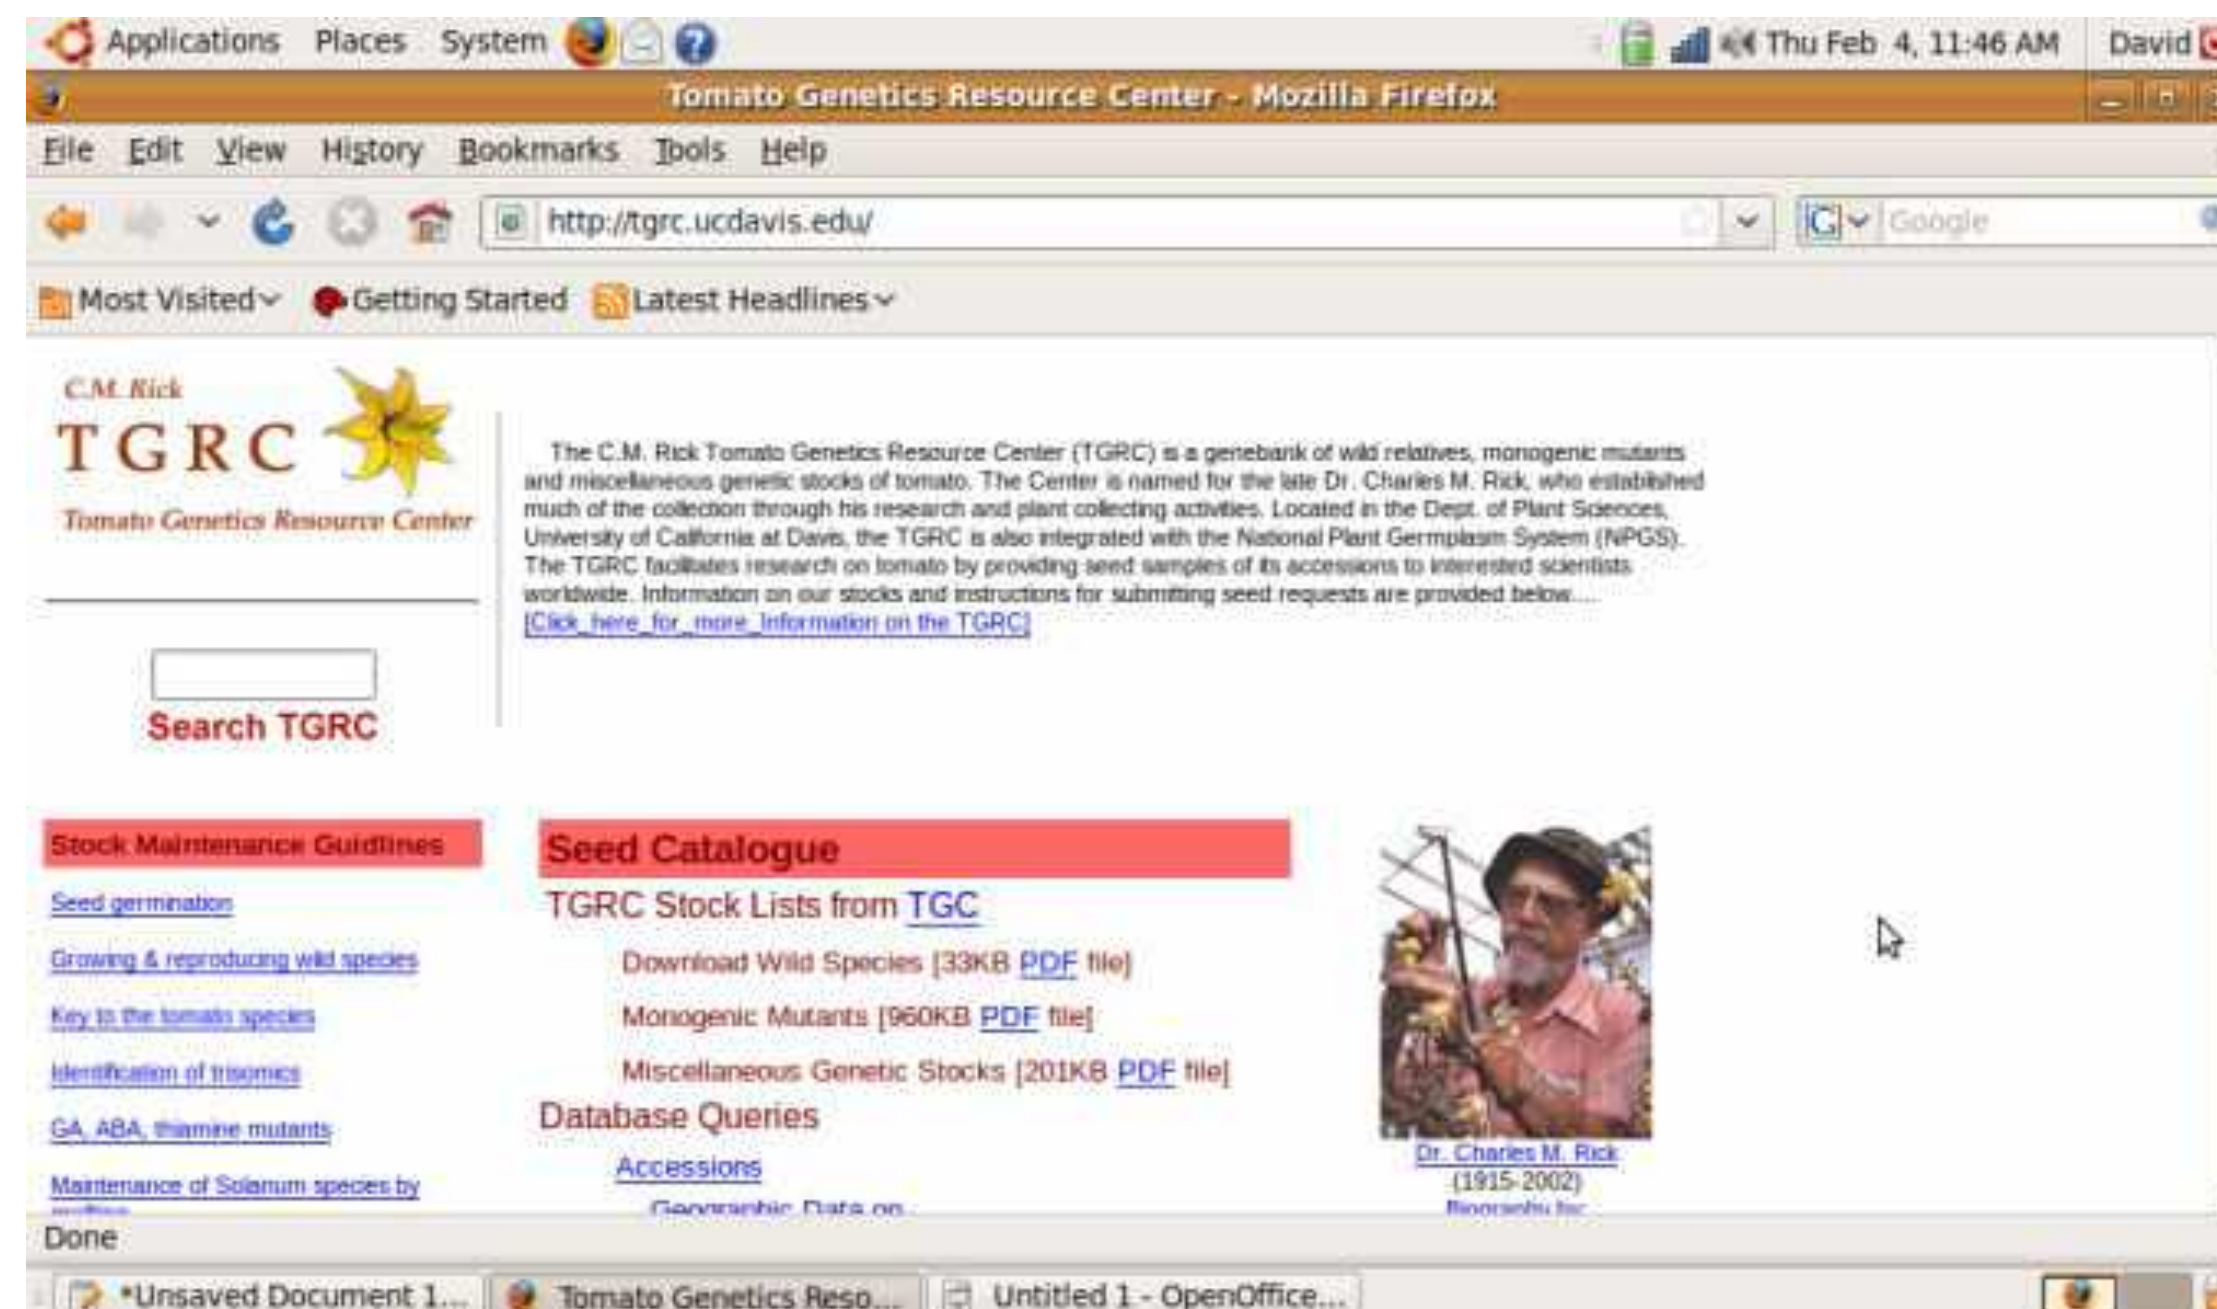 Applications Places System Thu Feb 4, 11:46 AM David
Tomato Genetics Resource Center - Mozilla Firefox
File Edit View History Bookmarks Tools Help
http://tgrc.ucdavis.edu/ Google
Most Visited Getting Started Latest Headlines
C.M. Rick
TGRC
Tomato Genetics Resource Center
The C.M. Rick Tomato Genetics Resource Center (TGRC) is a genebank of wild relatives, monogenic mutants
and miscellaneous genetic stocks of tomato. The Center is named for the late Dr. Charles M. Rick, who established
much of the collection through his research and plant collecting activities. Located in the Dept. of Plant Sciences,
University of California at Davis, the TGRC is also integrated with the National Plant Germplasm System (NPGS).
The TGRC facilitates research on tomato by providing seed samples of its accessions to interested scientists
worldwide. Information on our stocks and instructions for submitting seed requests are provided below....
[Click_here_for_more_Information on the TGRC]
Search TGRC
Stock Maintenance Guidlines
Seed germination
Growing & reproducing wild species
Key to the tomato species
Identification of trisomics
GA, ABA, thiamine mutants
Maintenance of Solanum species by
Seed Catalogue
TGRC Stock Lists from TGC
Download Wild Species [33KB PDF file]
Monogenic Mutants [960KB PDF file]
Miscellaneous Genetic Stocks [201KB PDF file]
Database Queries
Accessions
Geographic Data on
Dr. Charles M. Rick
(1915-2002)
Biography by:
Done
*Unsaved Document 1... Tomato Genetics Reso... Untitled 1 - OpenOffice...